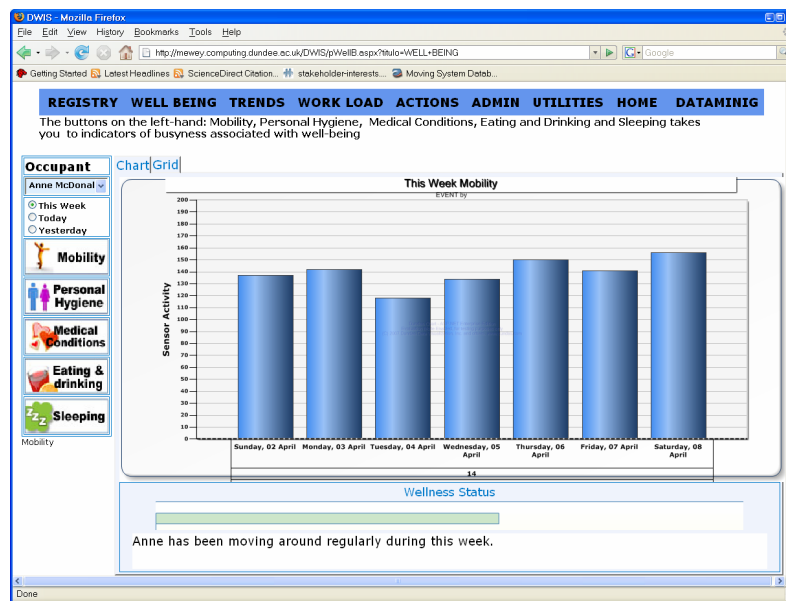 DWIS - Mozilla Firefox
File Edit View History Bookmarks Tools Help
http://mewey.computing.dundee.ac.uk/DWIS/pWellB.aspx?titulo=WELL+BEING
Google
Getting Started Latest Headlines ScienceDirect Citation... stakeholder-interests.... Moving System Datab...
REGISTRY WELL BEING TRENDS WORK LOAD ACTIONS ADMIN UTILITIES HOME DATAMINIG
The buttons on the left-hand: Mobility, Personal Hygiene, Medical Conditions, Eating and Drinking and Sleeping takes
you to indicators of busyness associated with well-being
Occupant
Anne McDonal
This Week
Today
Yesterday
Mobility
Personal
Hygiene
Medical
Conditions
Eating &
drinking
zzz Sleeping
Mobility
Chart Grid
This Week Mobility
EVENT by
Sensor Activity
200
190
180
170
160
150
140
130
120
110
100
90
80
70
60
50
40
30
20
10
0
Sunday, 02 April Monday, 03 April Tuesday, 04 April Wednesday, 05 April Thursday, 06 April Friday, 07 April Saturday, 08 April
14
Wellness Status
Anne has been moving around regularly during this week.
Done